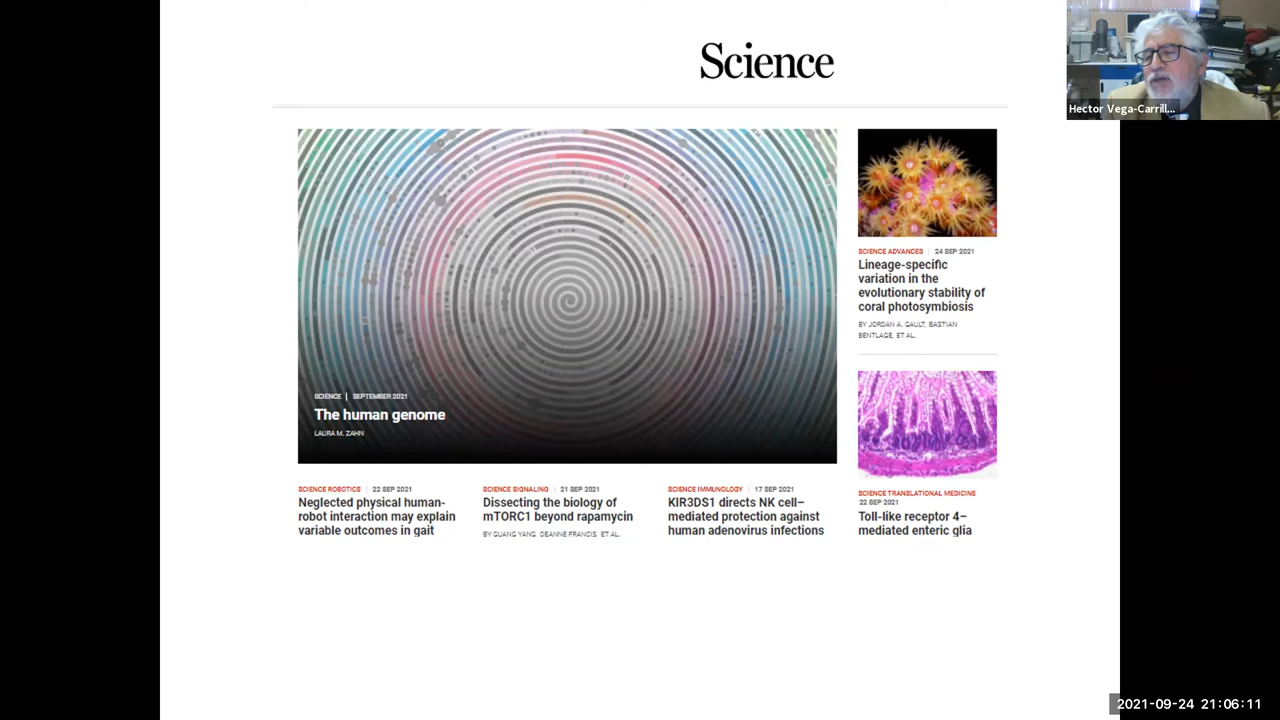 Science
Hector Vega-Carrill...
SCIENCE | SEPTEMBER 2021
The human genome
LAURA M. ZAHN
SCIENCE ADVANCES | 24 SEP 2021
Lineage-specific
variation in the
evolutionary stability of
coral photosymbiosis
BY JORDAN A. GAULT, BASTIAN
BENTLAGE, ET AL.
SCIENCE ROBOTICS | 22 SEP 2021
Neglected physical human-
robot interaction may explain
variable outcomes in gait
SCIENCE SIGNALING | 21 SEP 2021
Dissecting the biology of
mTORC1 beyond rapamycin
BY GUANG YANG, DEANNE FRANCIS, ET AL.
SCIENCE IMMUNOLOGY | 17 SEP 2021
KIR3DS1 directs NK cell–
mediated protection against
human adenovirus infections
SCIENCE TRANSLATIONAL MEDICINE
22 SEP 2021
Toll-like receptor 4–
mediated enteric glia
2021-09-24 21:06:11